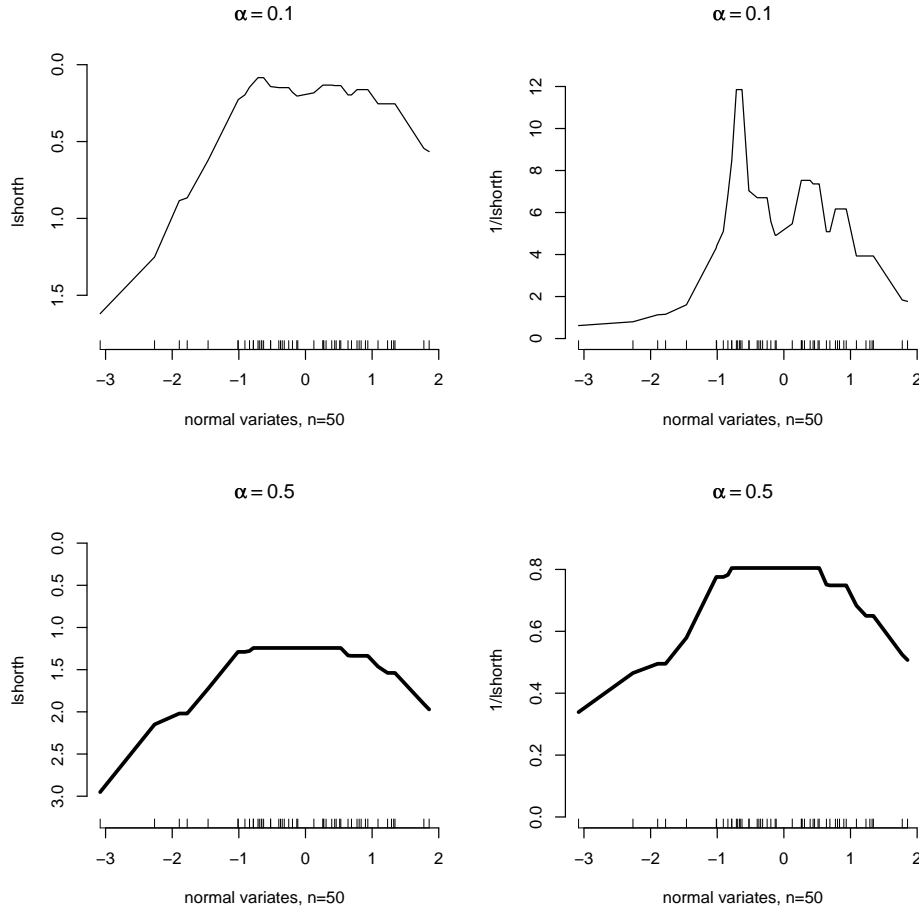 α = 0.1
lshorth
0.0
0.5
1.0
1.5
−3 −2 −1 0 1 2
normal variates, n=50
α = 0.1
1/lshorth
12
10
8
6
4
2
0
−3 −2 −1 0 1 2
normal variates, n=50
α = 0.5
lshorth
0.0
0.5
1.0
1.5
2.0
2.5
3.0
−3 −2 −1 0 1 2
normal variates, n=50
α = 0.5
1/lshorth
0.8
0.6
0.4
0.2
0.0
−3 −2 −1 0 1 2
normal variates, n=50